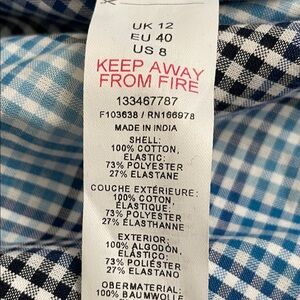 UK 12
EU 40
US 8
KEEP AWAY
FROM FIRE
133467787
F103638 / RN166978
MADE IN INDIA
SHELL:
100% COTTON,
ELASTIC:
73% POLYESTER
27% ELASTANE
COUCHE EXTÉRIEURE:
100% COTON,
ÉLASTIQUE:
73% POLYESTER
27% ÉLASTHANNE
EXTERIOR:
100% ALGODÓN,
ELÁSTICO:
73% POLIÉSTER
27% ELASTANO
OBERMATERIAL:
100% BAUMWOLLE